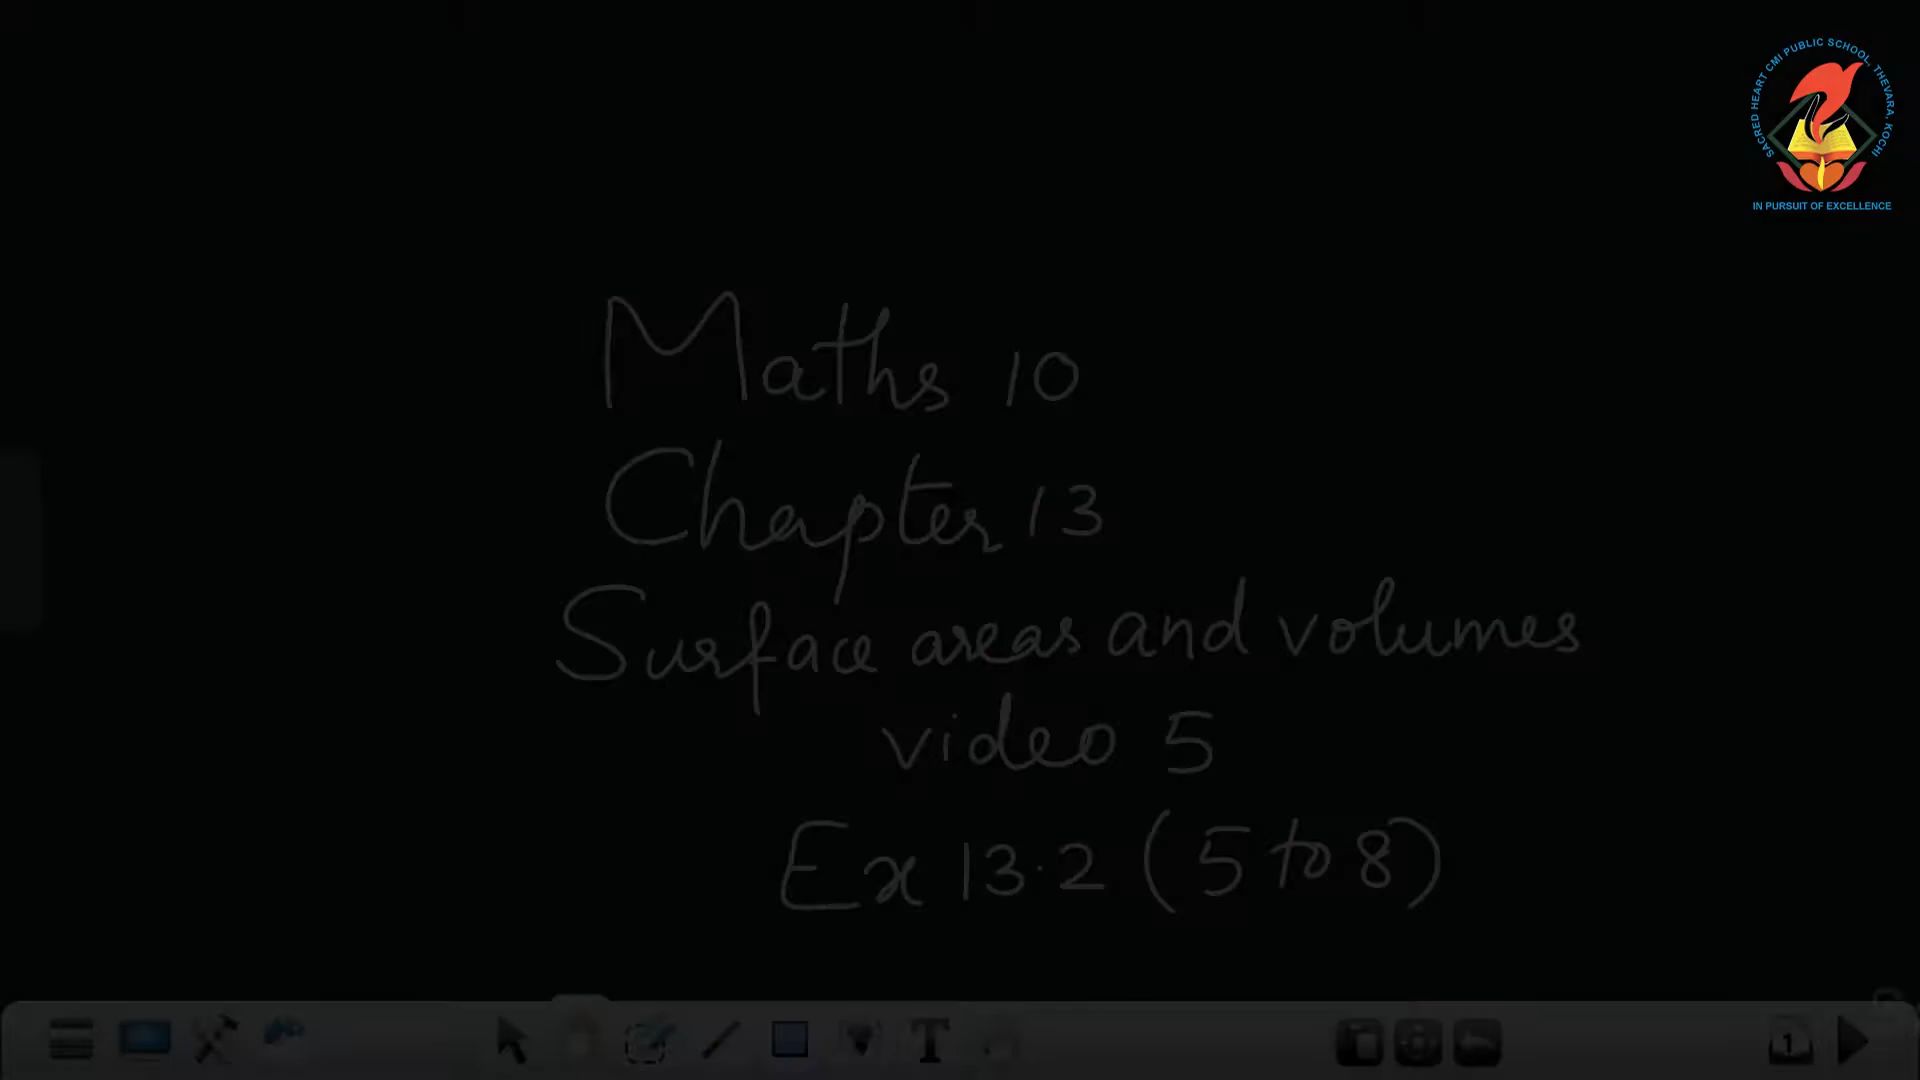 SACRED HEART CMI PUBLIC SCHOOL, THEVARA, KOCHI
IN PURSUIT OF EXCELLENCE
Maths 10
Chapter 13
Surface areas and volumes
video 5
Ex 13.2 (5 to 8)
T
1